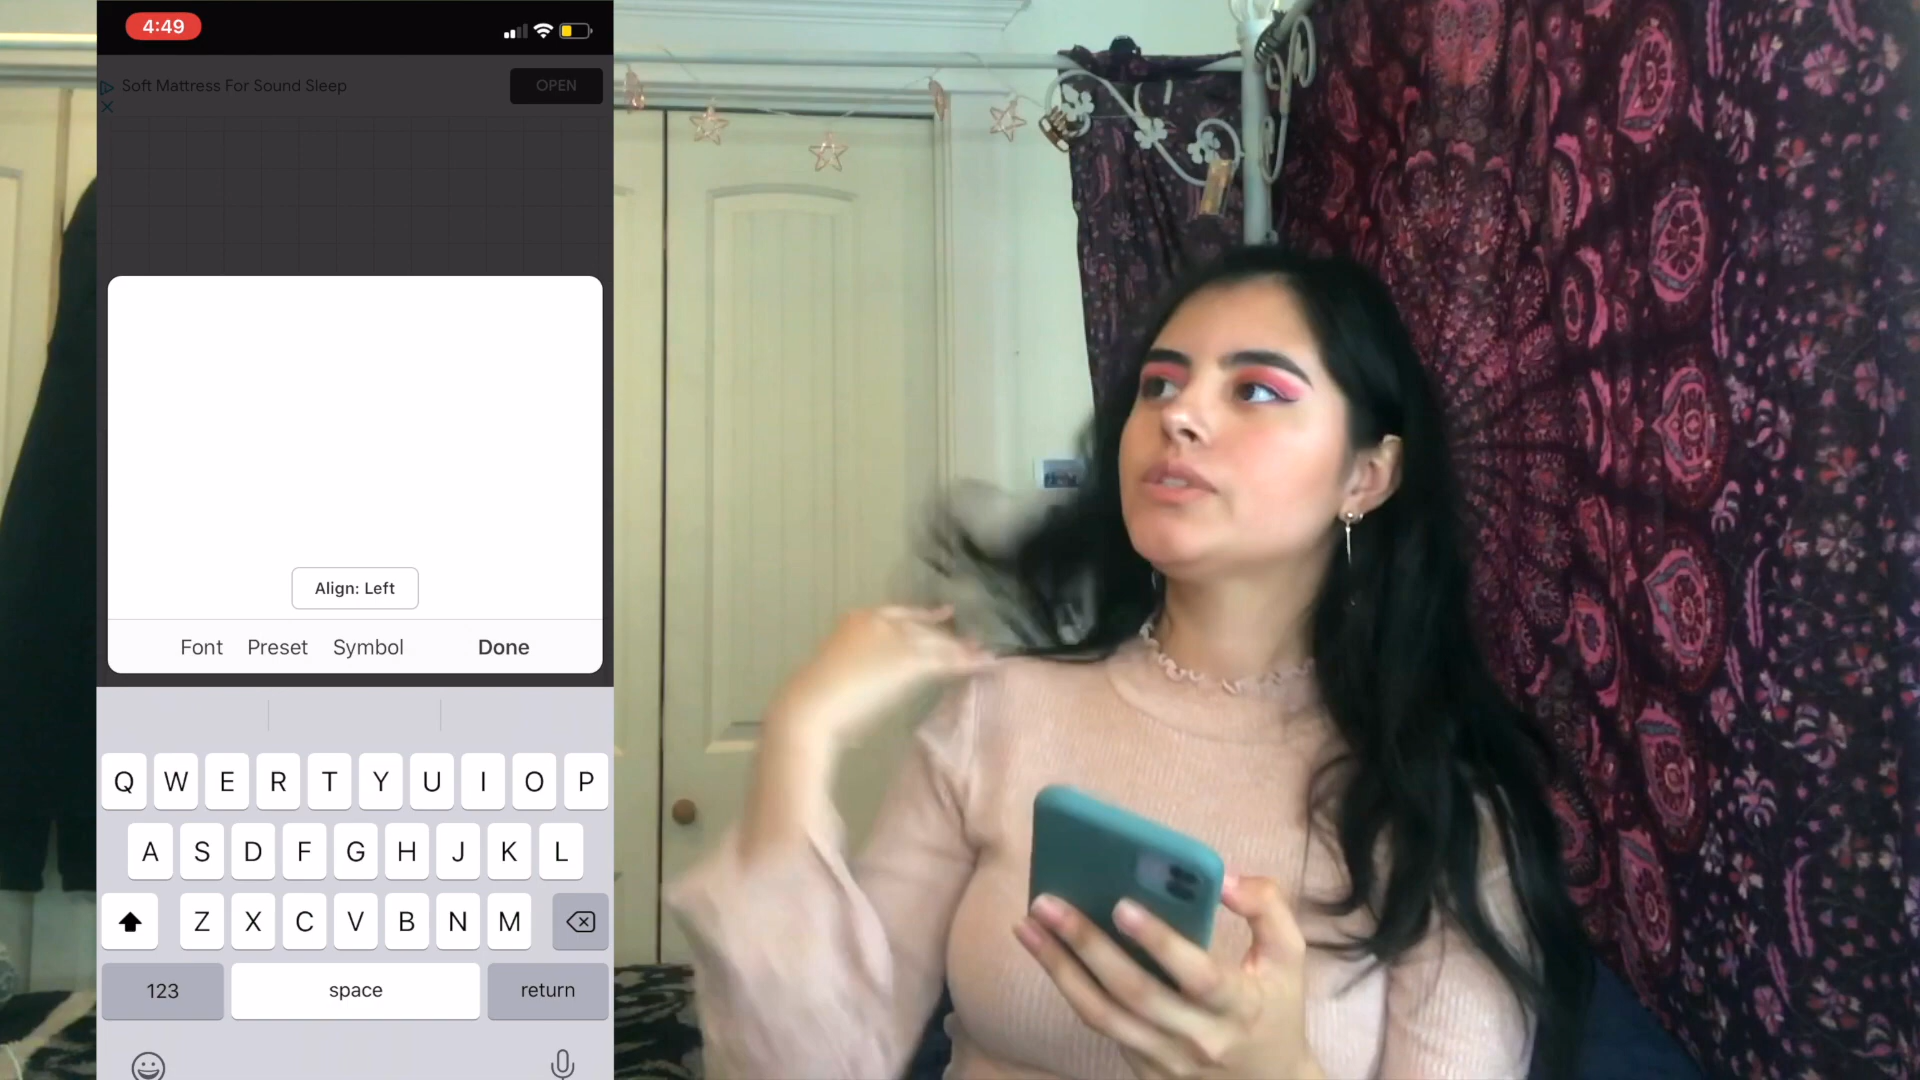 4:49
Soft Mattress For Sound Sleep
OPEN
Align: Left
Font Preset Symbol Done
Q W E R T Y U I O P
A S D F G H J K L
Z X C V B N M
123 space return